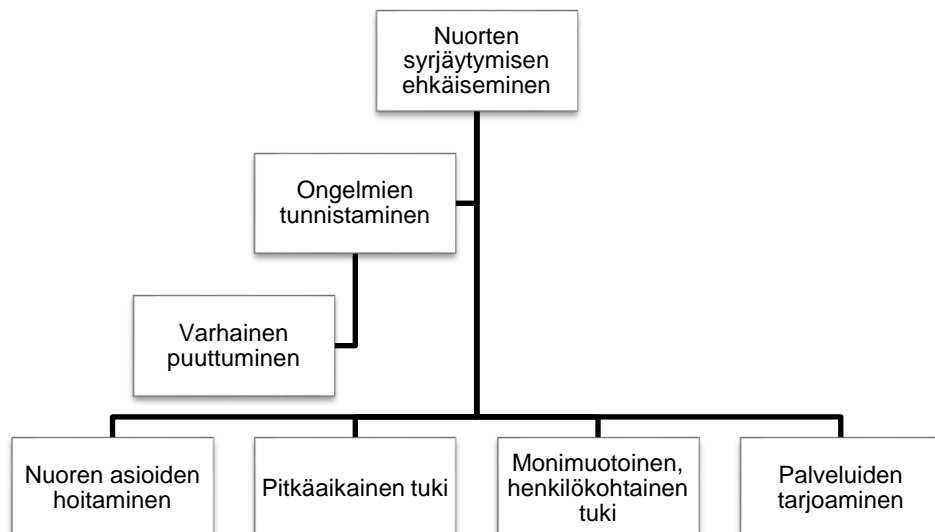 Nuorten
syrjäytymisen
ehkäiseminen
Ongelmien
tunnistaminen
Varhainen
puuttuminen
Nuoren asioiden
hoitaminen
Pitkäaikainen tuki
Monimuotoinen,
henkilökohtainen
tuki
Palveluiden
tarjoaminen